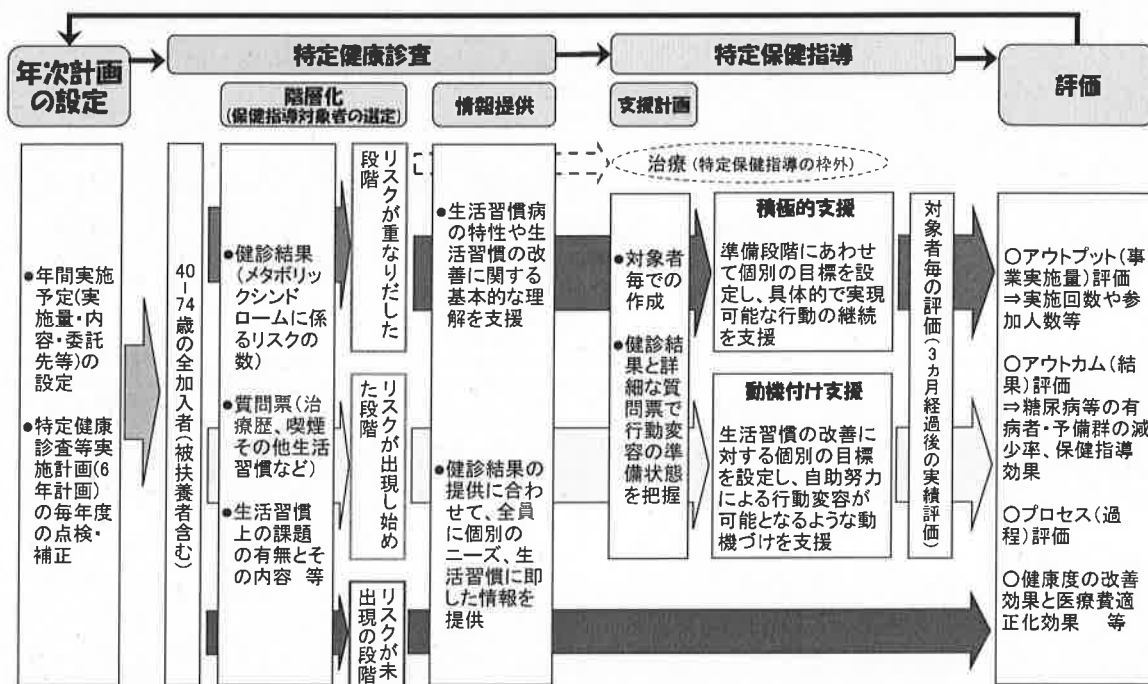 年次計画
の設定
特定健康診査
特定保健指導
評価
階層化
(保健指導対象者の選定)
情報提供
支援計画
●年間実施
予定(実
施量・内
容・委託
先等)の
設定
●特定健康
診査等実
施計画(6
年計画)
の毎年度
の点検・
補正
40-74歳の全加入者(被扶養者含む)
●健診結果
(メタボリッ
クシンド
ロームに係
るリスクの
数)
●質問票(治
療歴、喫煙
その他生活
習慣など)
●生活習慣
上の課題
の有無とそ
の内容 等
リスクが重なりだした
段階
リスクが出現し始め
た段階
リスクが未
出現の段階
●生活習慣病
の特性や生
活習慣の改
善に関する
基本的な理
解を支援
●健診結果の
提供に合わ
せて、全員
に個別の
ニーズ、生
活習慣に即
した情報を
提供
治療(特定保健指導の枠外)
●対象者
毎での
作成
●健診結
果と詳
細な質
問票で
行動変
容の準
備状態
を把握
積極的支援
準備段階にあわせ
て個別の目標を設
定し、具体的で実現
可能な行動の継続
を支援
動機付け支援
生活習慣の改善に
対する個別の目標
を設定し、自助努力
による行動変容が
可能となるような動
機づけを支援
対象者毎の評価(3ヵ月経過後の実績評価)
○アウトプット(事
業実施量)評価
⇒実施回数や参
加人数等
○アウトカム(結
果)評価
⇒糖尿病等の有
病者・予備群の減
少率、保健指導
効果
○プロセス(過
程)評価
○健康度の改善
効果と医療費適
正化効果 等